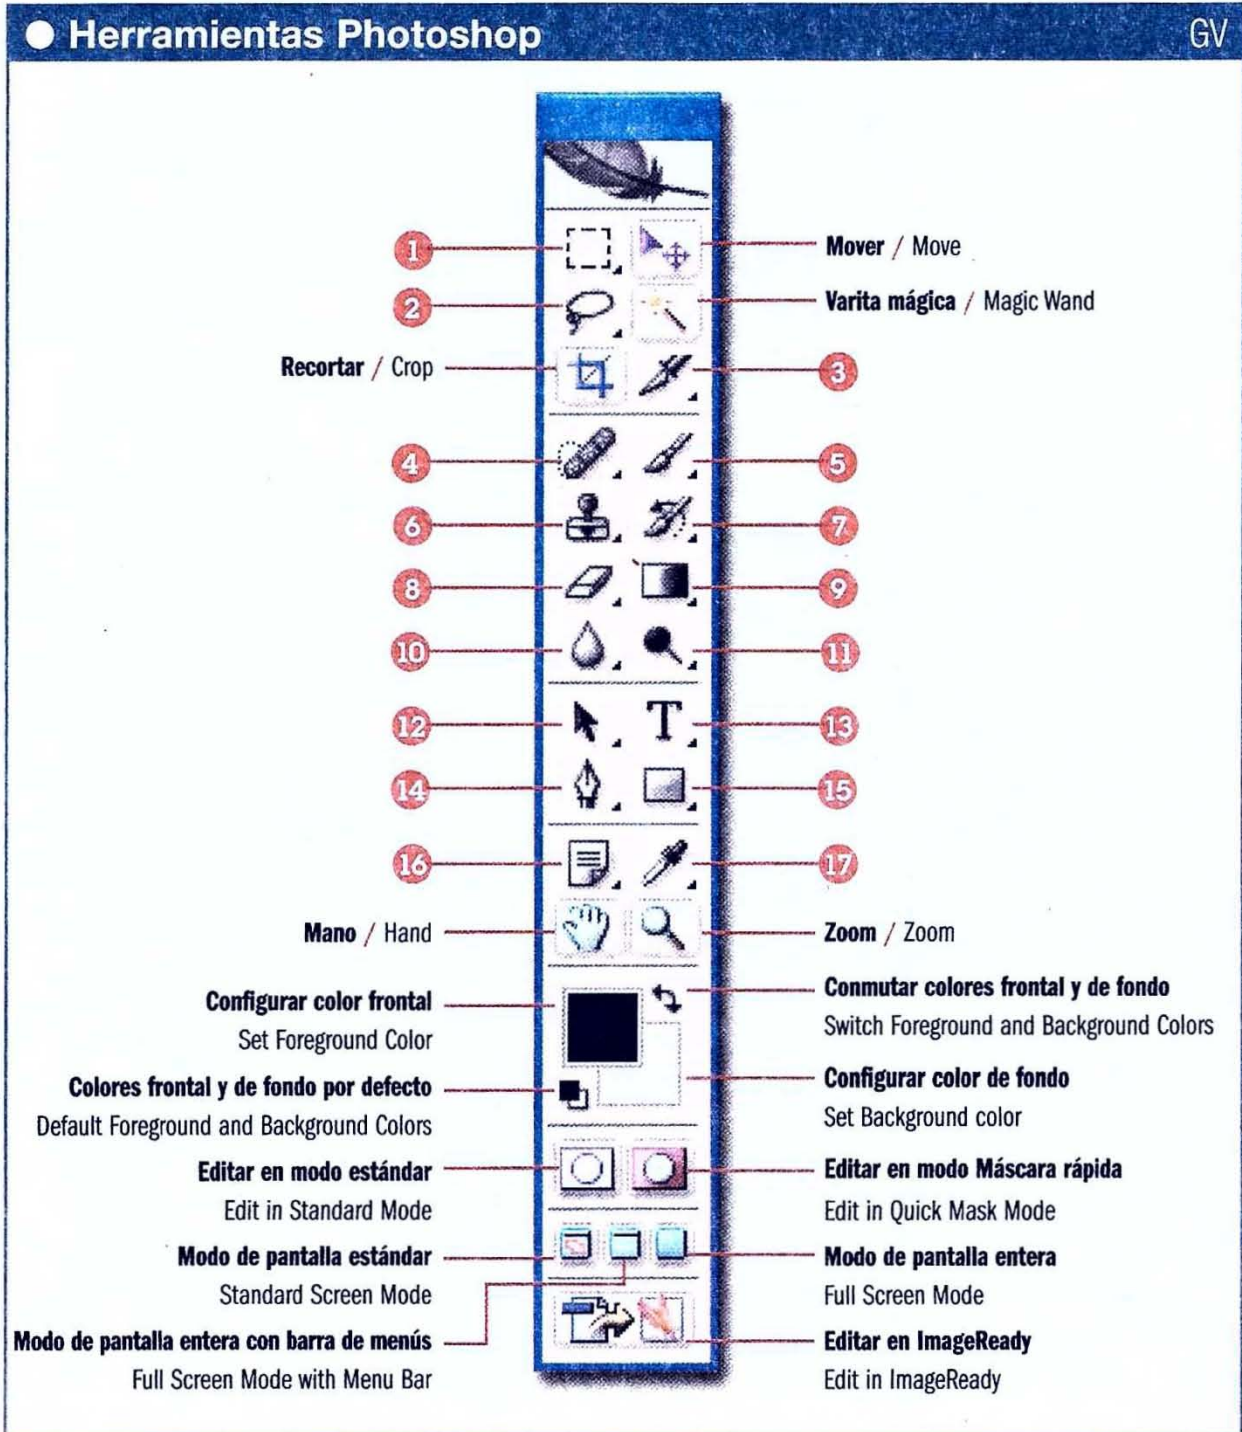 Herramientas Photoshop
GV
1
Mover / Move
2
Varita mágica / Magic Wand
Recortar / Crop
3
4
5
6
7
8
9
10
11
12
T
13
14
15
16
17
Mano / Hand
Zoom / Zoom
Configurar color frontal
Set Foreground Color
Conmutar colores frontal y de fondo
Switch Foreground and Background Colors
Colores frontal y de fondo por defecto
Default Foreground and Background Colors
Configurar color de fondo
Set Background color
Editar en modo estándar
Edit in Standard Mode
Editar en modo Máscara rápida
Edit in Quick Mask Mode
Modo de pantalla estándar
Standard Screen Mode
Modo de pantalla entera
Full Screen Mode
Modo de pantalla entera con barra de menús
Full Screen Mode with Menu Bar
Editar en ImageReady
Edit in ImageReady